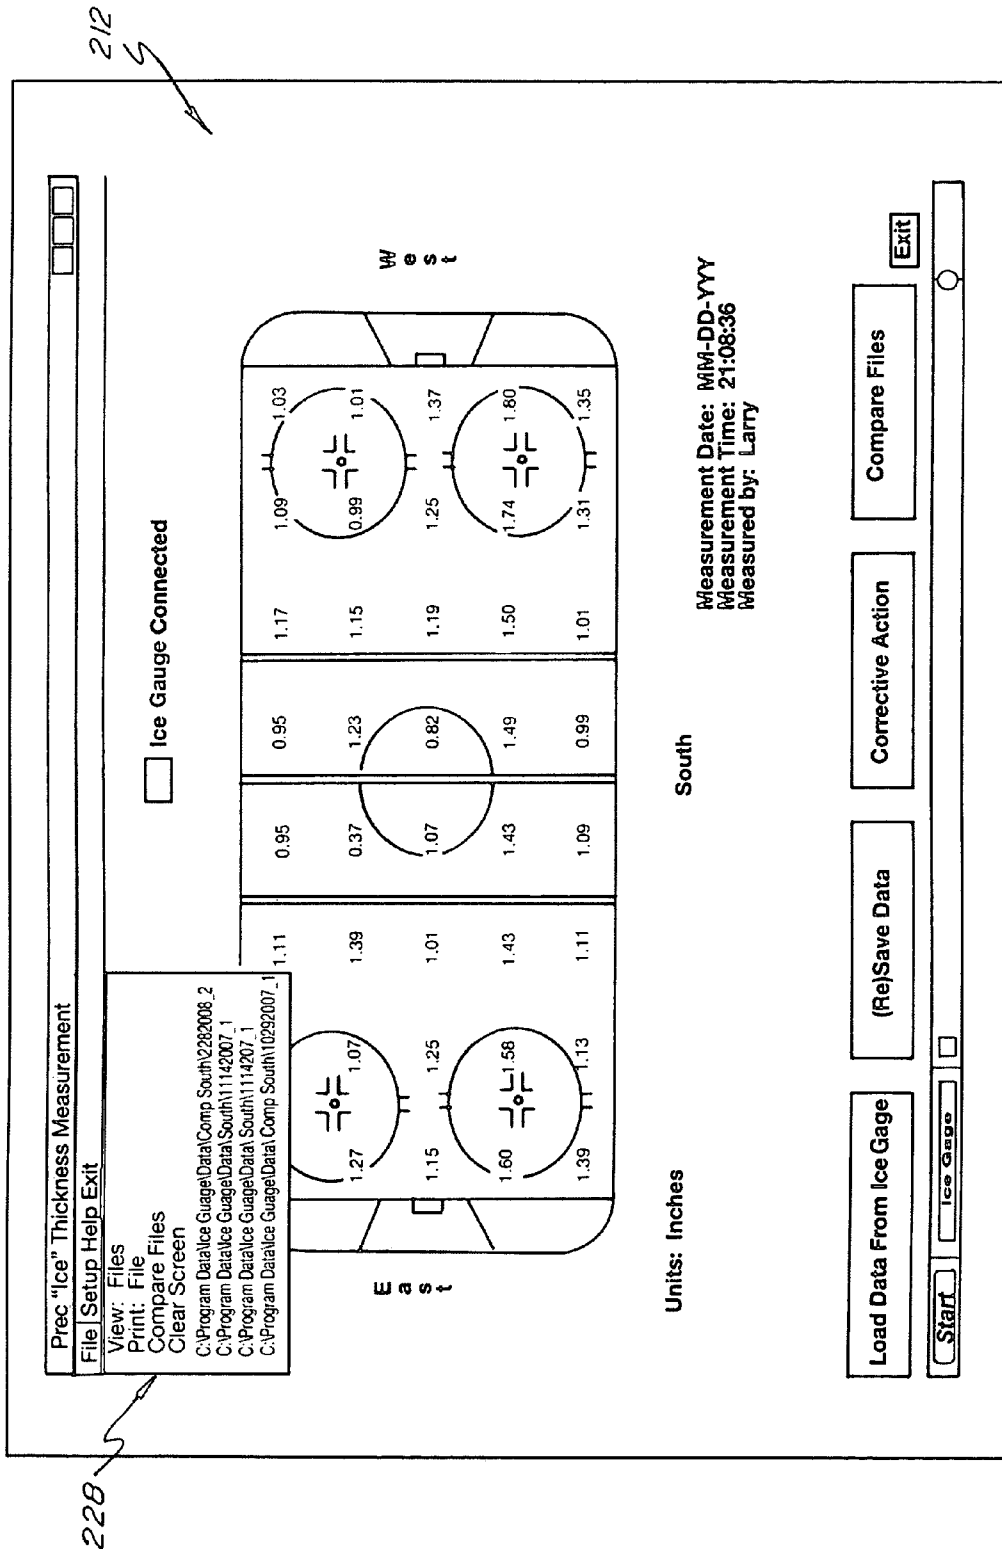 212
228
Prec "Ice" Thickness Measurement
File Setup Help Exit
View: Files
Print: File
Compare Files
Clear Screen
C:\Program Data\Ice Guage\Data\Comp South\2282008_2
C:\Program Data\Ice Guage\Data\South\11142007_1
C:\Program Data\Ice Guage\Data\South\1114207_1
C:\Program Data\Ice Guage\Data\ Comp South\10292007_1
Ice Gauge Connected
1.11 0.95 0.95 1.17 1.09 1.03
1.27 1.07 1.39 0.37 1.23 1.15 0.99 1.01
1.15 1.25 1.01 1.07 0.82 1.19 1.25 1.37
1.60 1.58 1.43 1.43 1.49 1.50 1.74 1.80
1.39 1.13 1.11 1.09 0.99 1.01 1.31 1.35
East
West
South
Units: Inches
Measurement Date: MM-DD-YYY
Measurement Time: 21:08:36
Measured by: Larry
Load Data From Ice Gage
(Re)Save Data
Corrective Action
Compare Files
Exit
Start
Ice Gage